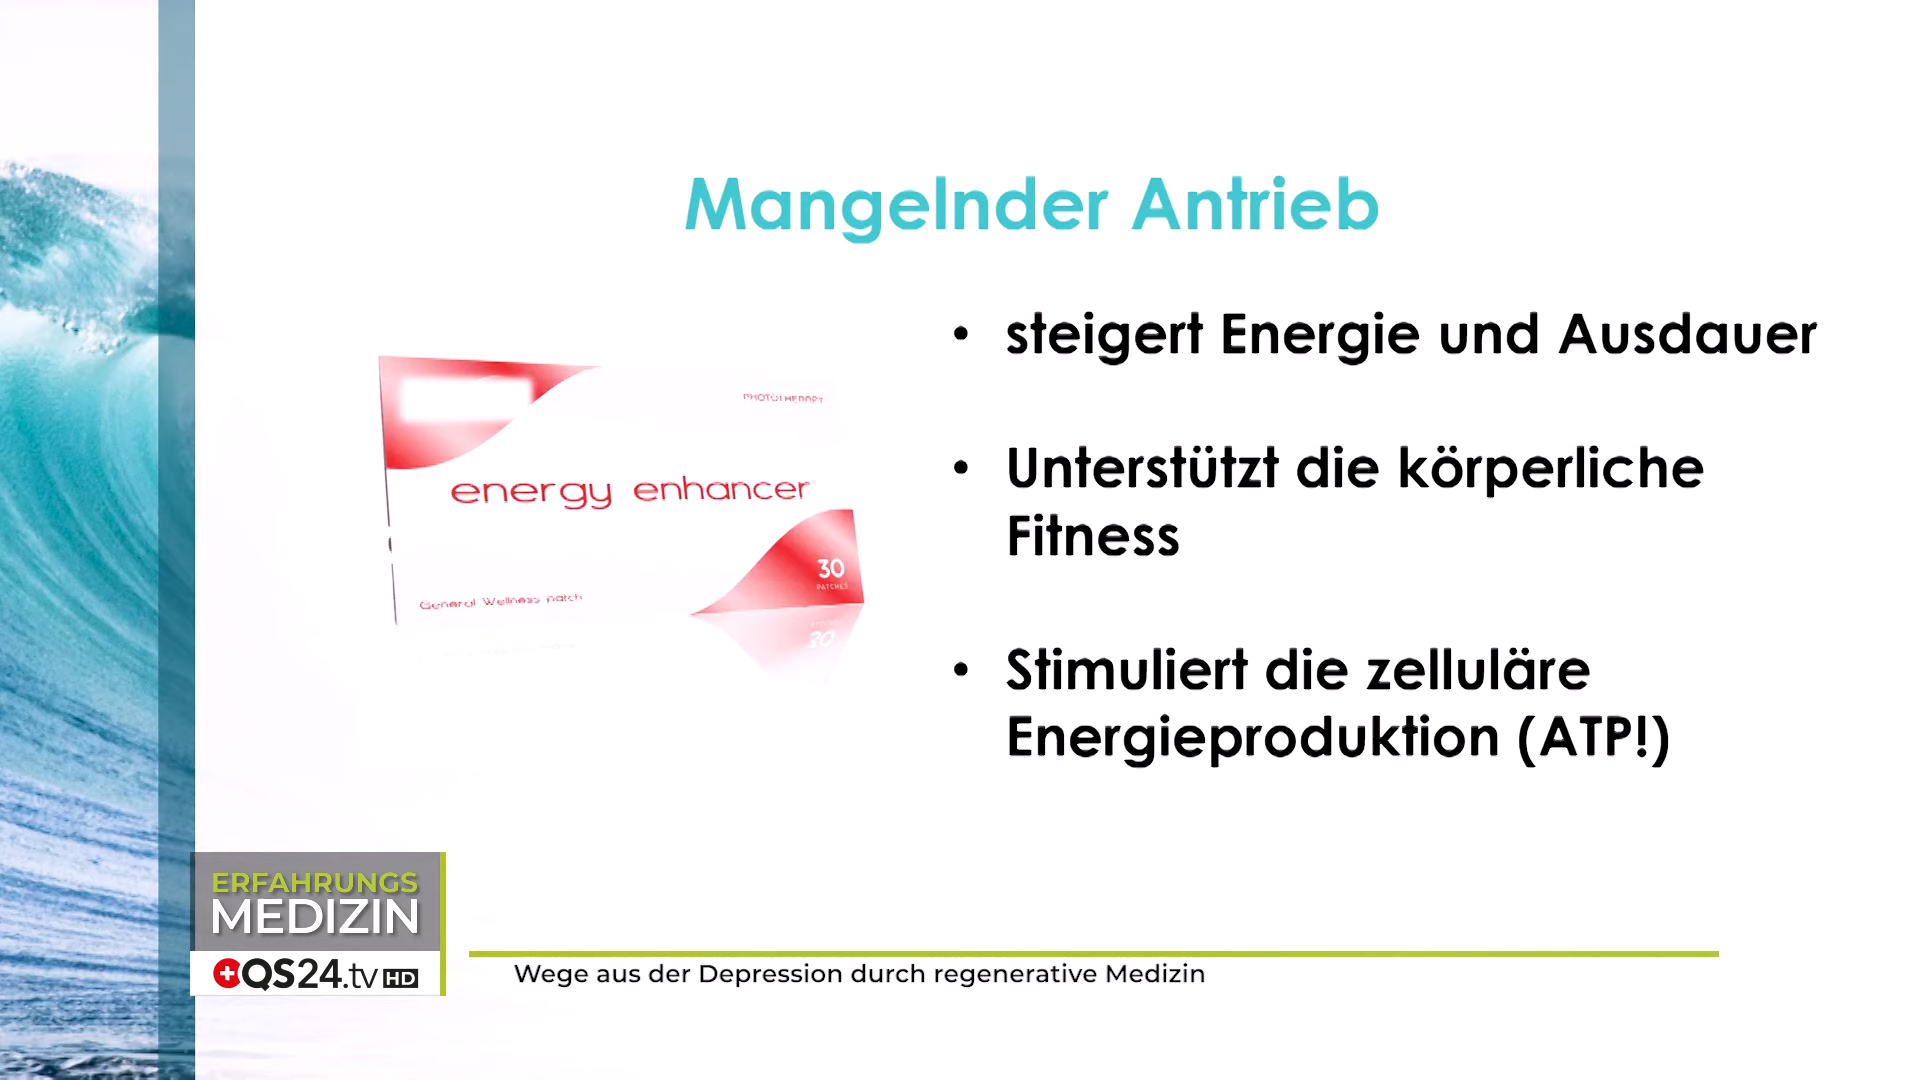 Mangelnder Antrieb
• steigert Energie und Ausdauer
• Unterstützt die körperliche
Fitness
• Stimuliert die zelluläre
Energieproduktion (ATP!)
PHOTOTHERAPY
energy enhancer
30
PATCHES
General Wellness patch
30
ERFAHRUNGS
MEDIZIN
QS24.tv HD
Wege aus der Depression durch regenerative Medizin